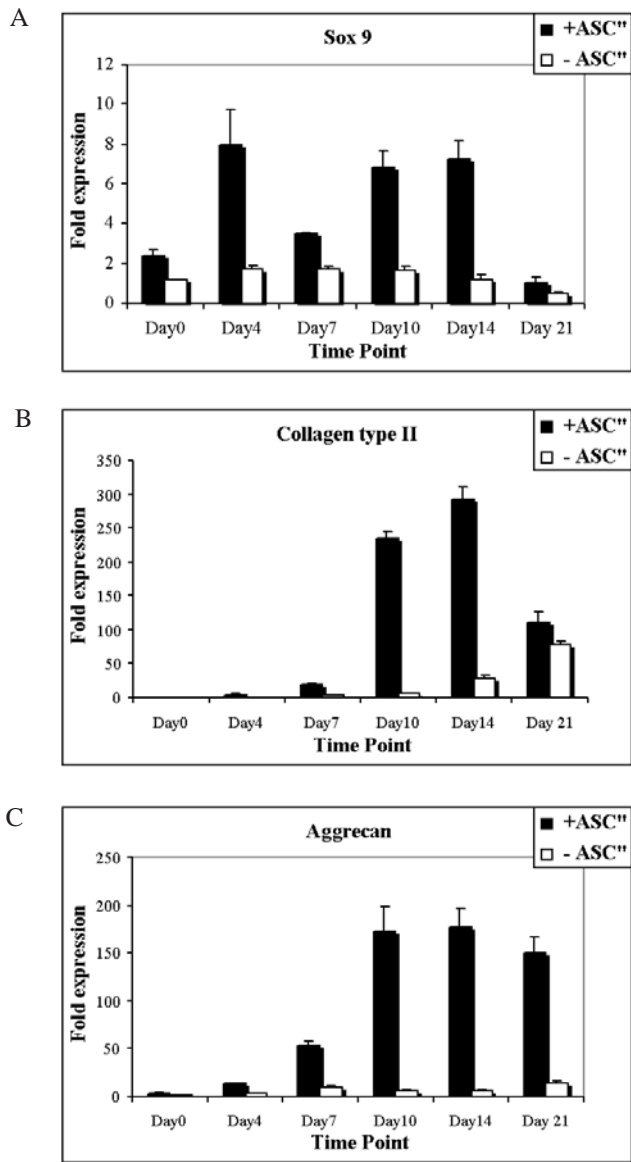 A
Sox 9
+ASC"
- ASC"
Fold expression
12
10
8
6
4
2
0
Day0 Day4 Day7 Day10 Day14 Day 21
Time Point
B
Collagen type II
+ASC"
- ASC"
Fold expression
350
300
250
200
150
100
50
0
Day0 Day4 Day7 Day10 Day14 Day 21
Time Point
C
Aggrecan
+ASC"
- ASC"
Fold expression
250
200
150
100
50
0
Day0 Day4 Day7 Day10 Day14 Day 21
Time Point